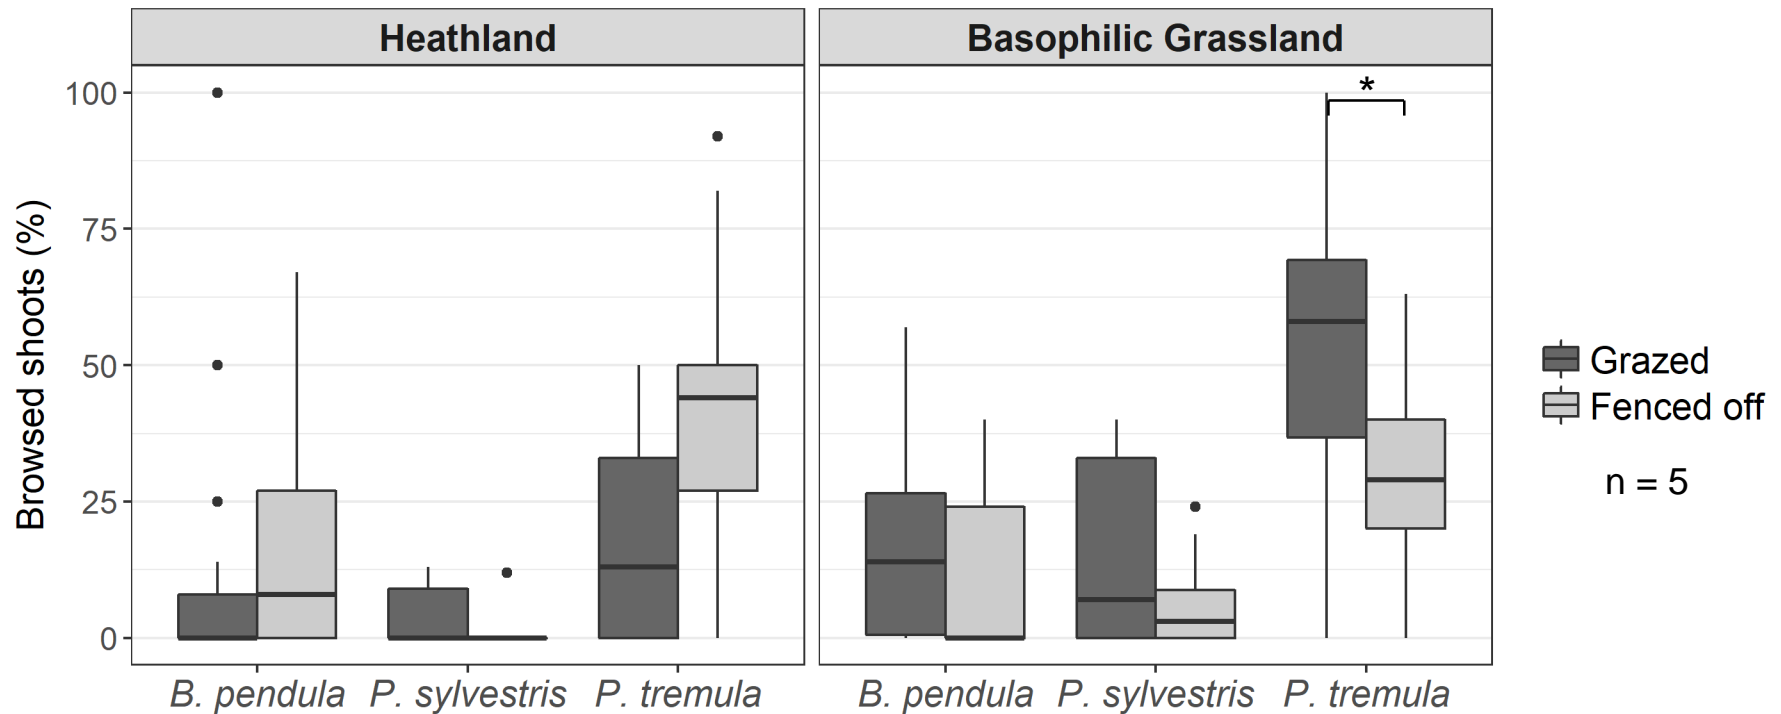 Heathland
Basophilic Grassland
Browsed shoots (%)
100
75
50
25
0
*
B. pendula
P. sylvestris
P. tremula
B. pendula
P. sylvestris
P. tremula
Grazed
Fenced off
n = 5